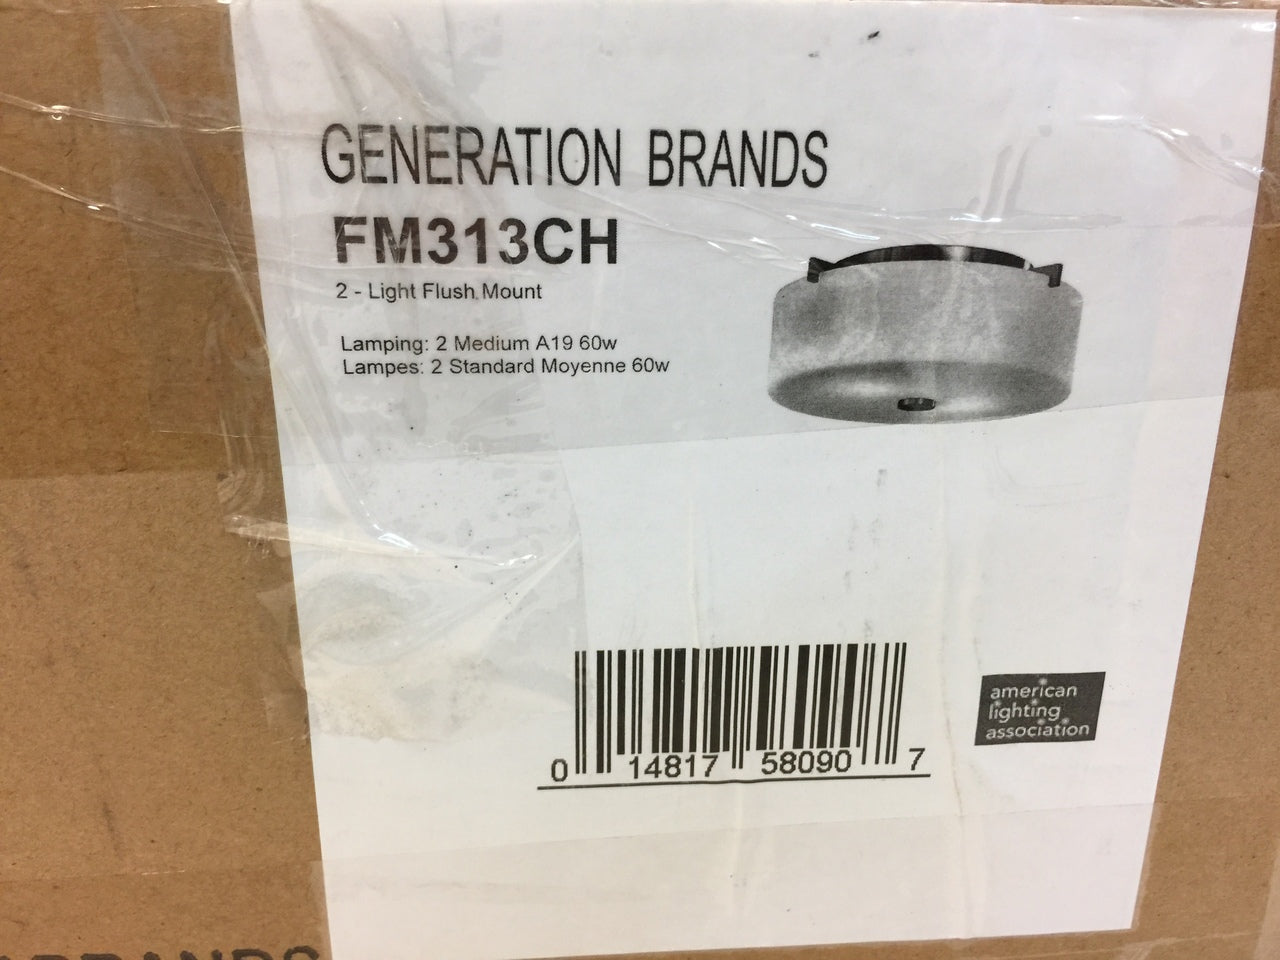 GENERATION BRANDS
FM313CH
2 - Light Flush Mount
Lamping: 2 Medium A19 60w
Lampes: 2 Standard Moyenne 60w
0 14817 58090 7
american
lighting
association
BRANDS